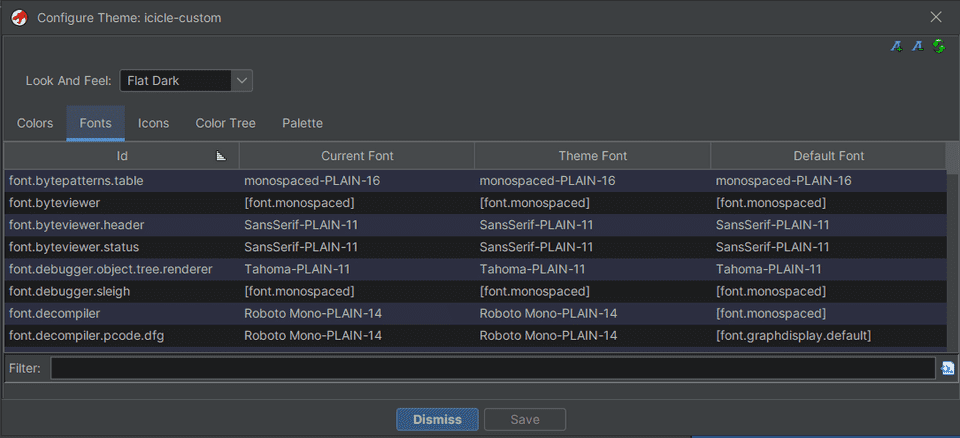 Configure Theme: icicle-custom
Look And Feel: Flat Dark
Colors Fonts Icons Color Tree Palette
Id Current Font Theme Font Default Font
font.bytepatterns.table monospaced-PLAIN-16 monospaced-PLAIN-16 monospaced-PLAIN-16
font.byteviewer [font.monospaced] [font.monospaced] [font.monospaced]
font.byteviewer.header SansSerif-PLAIN-11 SansSerif-PLAIN-11 SansSerif-PLAIN-11
font.byteviewer.status SansSerif-PLAIN-11 SansSerif-PLAIN-11 SansSerif-PLAIN-11
font.debugger.object.tree.renderer Tahoma-PLAIN-11 Tahoma-PLAIN-11 Tahoma-PLAIN-11
font.debugger.sleigh [font.monospaced] [font.monospaced] [font.monospaced]
font.decompiler Roboto Mono-PLAIN-14 Roboto Mono-PLAIN-14 [font.monospaced]
font.decompiler.pcode.dfg Roboto Mono-PLAIN-14 Roboto Mono-PLAIN-14 [font.graphdisplay.default]
Filter:
Dismiss Save